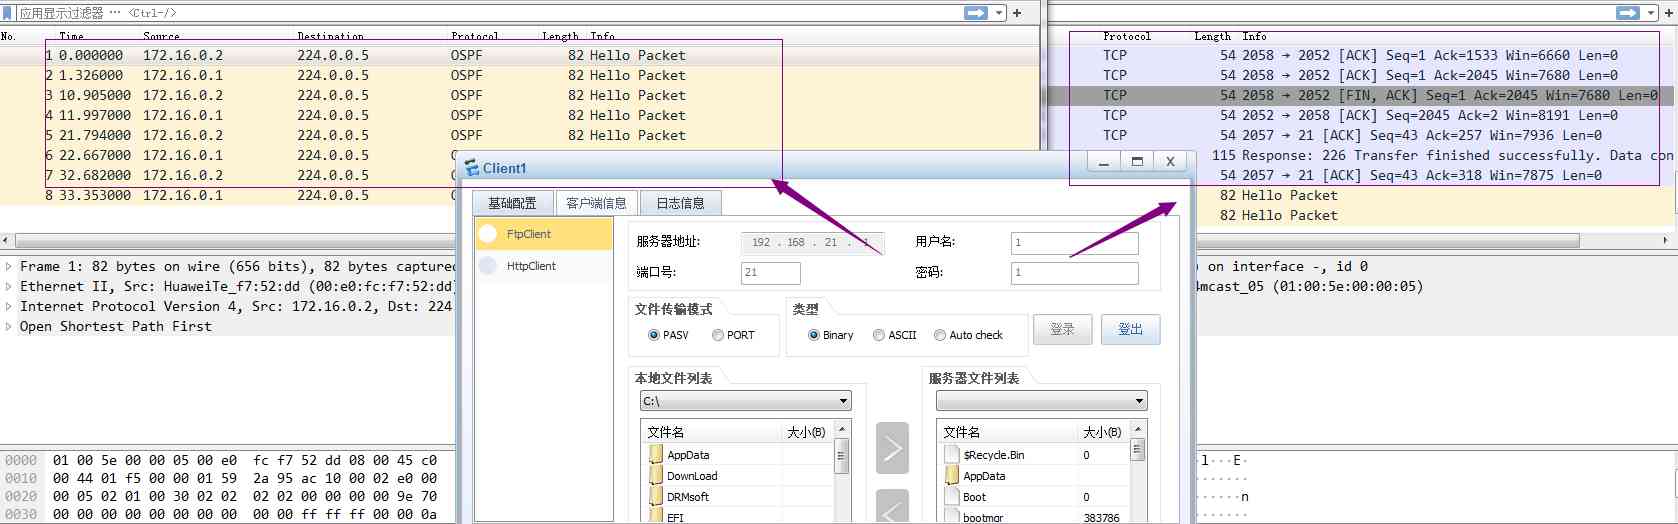 应用显示过滤器 … <Ctrl-/>
No. Time Source Destination Protocol Length Info
1 0.000000 172.16.0.2 224.0.0.5 OSPF 82 Hello Packet
2 1.326000 172.16.0.1 224.0.0.5 OSPF 82 Hello Packet
3 10.905000 172.16.0.2 224.0.0.5 OSPF 82 Hello Packet
4 11.997000 172.16.0.1 224.0.0.5 OSPF 82 Hello Packet
5 21.794000 172.16.0.2 224.0.0.5 OSPF 82 Hello Packet
6 22.667000 172.16.0.1 224.0.0.5
7 32.682000 172.16.0.2 224.0.0.5
8 33.353000 172.16.0.1 224.0.0.5
Protocol Length Info
TCP 54 2058 → 2052 [ACK] Seq=1 Ack=1533 Win=6660 Len=0
TCP 54 2058 → 2052 [ACK] Seq=1 Ack=2045 Win=7680 Len=0
TCP 54 2058 → 2052 [FIN, ACK] Seq=1 Ack=2045 Win=7680 Len=0
TCP 54 2052 → 2058 [ACK] Seq=2045 Ack=2 Win=8191 Len=0
TCP 54 2057 → 21 [ACK] Seq=43 Ack=257 Win=7936 Len=0
115 Response: 226 Transfer finished successfully. Data con
54 2057 → 21 [ACK] Seq=43 Ack=318 Win=7875 Len=0
82 Hello Packet
82 Hello Packet
Frame 1: 82 bytes on wire (656 bits), 82 bytes captured
Ethernet II, Src: HuaweiTe_f7:52:dd (00:e0:fc:f7:52:dd)
Internet Protocol Version 4, Src: 172.16.0.2, Dst: 224
Open Shortest Path First
) on interface -, id 0
4mcast_05 (01:00:5e:00:00:05)
0000 01 00 5e 00 00 05 00 e0 fc f7 52 dd 08 00 45 c0
0010 00 44 01 f5 00 00 01 59 2a 95 ac 10 00 02 e0 00
0020 00 05 02 01 00 30 02 02 02 02 00 00 00 00 9e 70
0030 00 00 00 00 00 00 00 00 00 00 ff ff ff 00 00 0a
l···E·
········
·······n
········
Client1
基础配置 客户端信息 日志信息
FtpClient
HttpClient
服务器地址: 192 . 168 . 21 . 1 用户名: 1
端口号: 21 密码: 1
文件传输模式 类型
PASV PORT Binary ASCII Auto check 登录 登出
本地文件列表
C:\
文件名 大小(B)
AppData
DownLoad
DRMsoft
EFI
服务器文件列表
文件名 大小(B)
$Recycle.Bin 0
AppData
Boot 0
bootmgr 383786